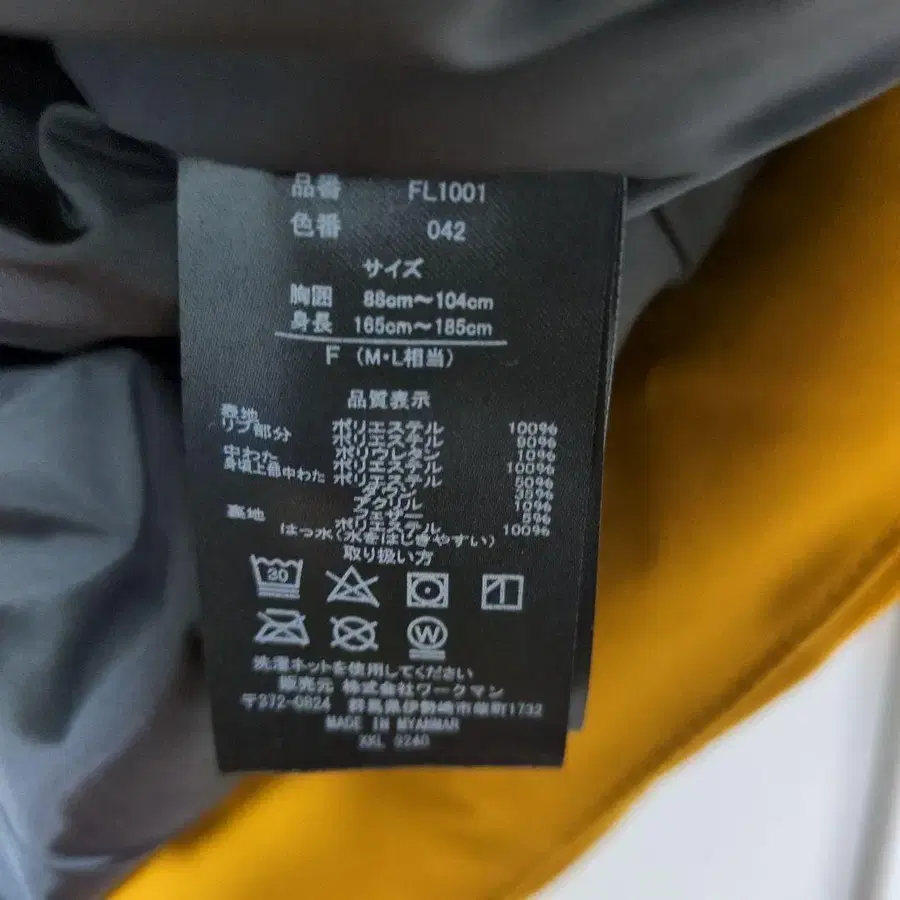 品番 FL1001
色番 042
サイズ
胸囲 88cm～104cm
身長 165cm～185cm
F (M・L相当)
品質表示
表地 ポリエステル 100%
リブ部分 ポリエステル 90%
ポリウレタン 10%
中わた ポリエステル 100%
身頃上部中わた ポリエステル 50%
ダウン 35%
アクリル 10%
フェザー 5%
裏地 ポリエステル 100%
はっ水(水をはじきやすい)
取り扱い方
30
W
洗濯ネットを使用してください
販売元 株式会社ワークマン
〒372-0824 群馬県伊勢崎市柴町1732
MADE IN MYANMAR
XXL 3240